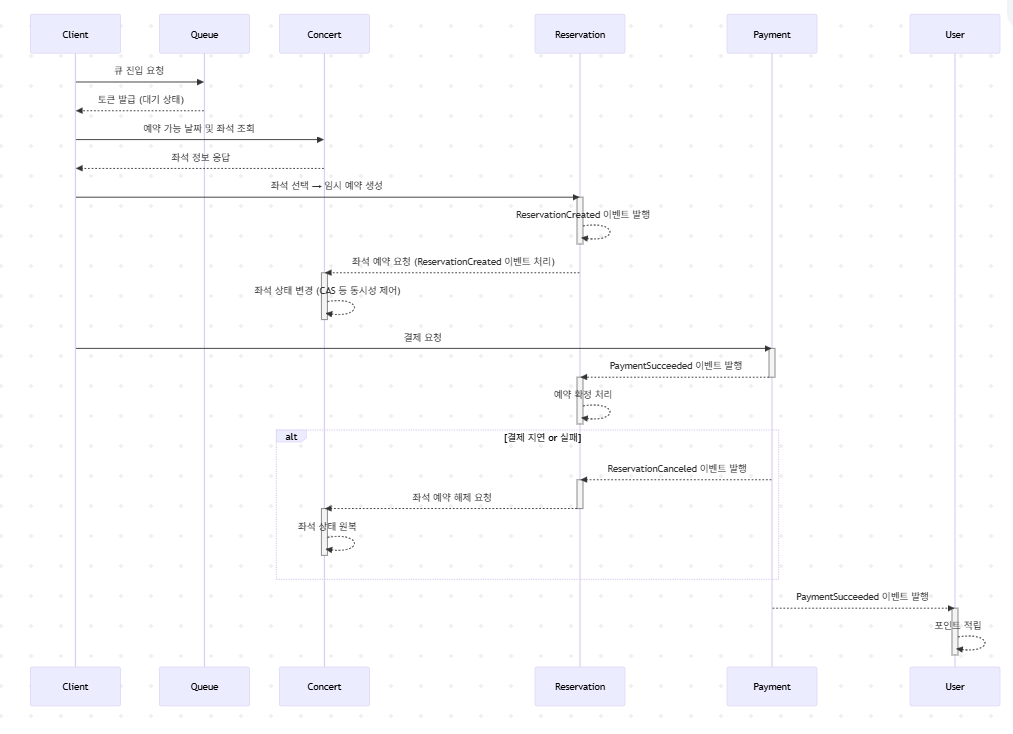 Client
Queue
Concert
Reservation
Payment
User
큐 진입 요청
토큰 발급 (대기 상태)
예약 가능 날짜 및 좌석 조회
좌석 정보 응답
좌석 선택 → 임시 예약 생성
ReservationCreated 이벤트 발행
좌석 예약 요청 (ReservationCreated 이벤트 처리)
좌석 상태 변경 (CAS 등 동시성 제어)
결제 요청
PaymentSucceeded 이벤트 발행
예약 확정 처리
alt
[결제 지연 or 실패]
ReservationCanceled 이벤트 발행
좌석 예약 해제 요청
좌석 상태 원복
PaymentSucceeded 이벤트 발행
포인트 적립
Client
Queue
Concert
Reservation
Payment
User